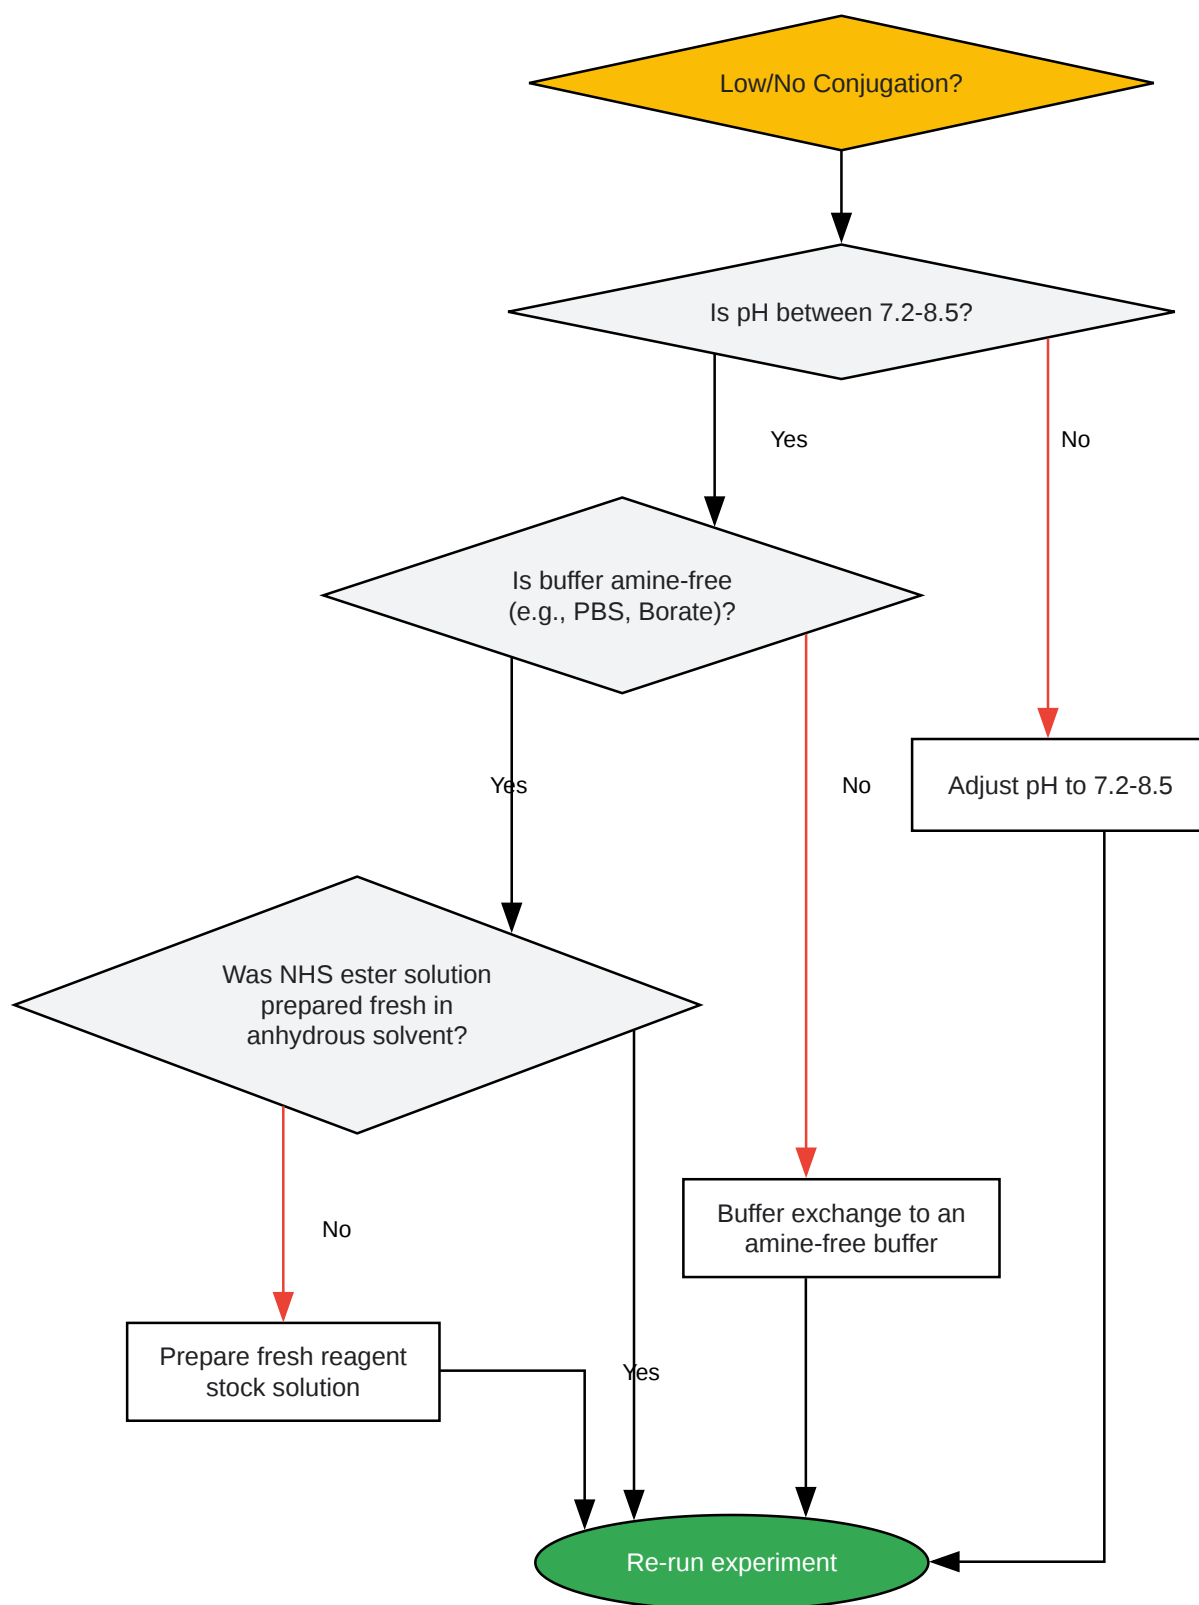 Low/No Conjugation?
Is pH between 7.2-8.5?
Yes
No
Is buffer amine-free
(e.g., PBS, Borate)?
Yes
No
Adjust pH to 7.2-8.5
Was NHS ester solution
prepared fresh in
anhydrous solvent?
No
Buffer exchange to an
amine-free buffer
Prepare fresh reagent
stock solution
Yes
Re-run experiment